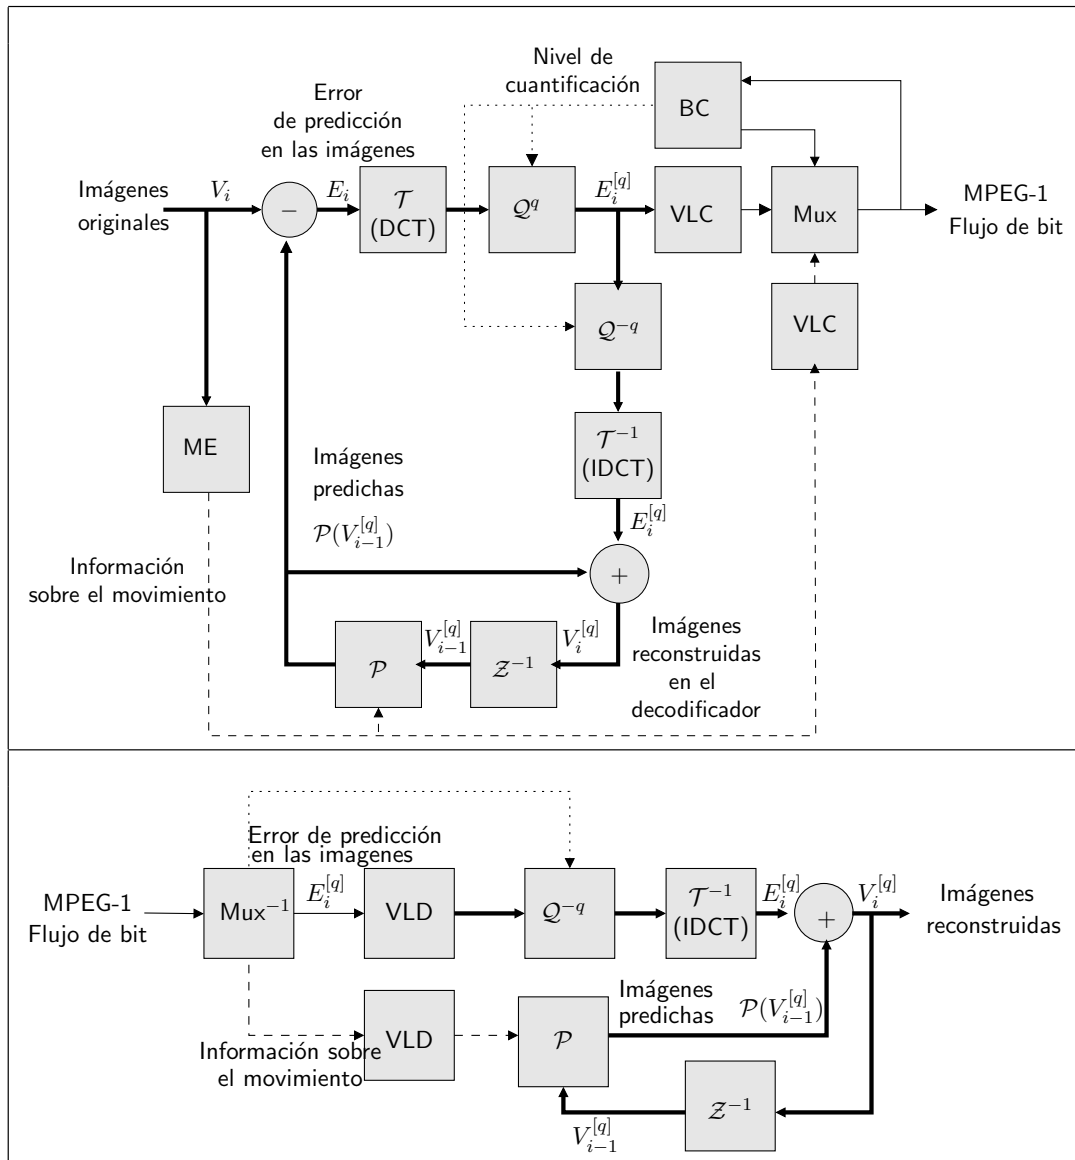 Nivel de
cuantificación
BC
Error
de predicción
en las imágenes
Imágenes
originales
V_i
−
E_i
𝒯
(DCT)
𝒬^q
E_i^{[q]}
VLC
Mux
MPEG-1
Flujo de bit
𝒬^{−q}
VLC
ME
𝒯^{−1}
(IDCT)
Imágenes
predichas
𝒫(V_{i−1}^{[q]})
E_i^{[q]}
+
Información
sobre el movimiento
𝒫
V_{i−1}^{[q]}
𝒵^{−1}
V_i^{[q]}
Imágenes
reconstruidas
en el
decodificador
Error de predicción
en las imagenes
MPEG-1
Flujo de bit
Mux^{−1}
E_i^{[q]}
VLD
𝒬^{−q}
𝒯^{−1}
(IDCT)
E_i^{[q]}
+
V_i^{[q]}
Imágenes
reconstruidas
Información sobre
el movimiento
VLD
𝒫
Imágenes
predichas
𝒫(V_{i−1}^{[q]})
V_{i−1}^{[q]}
𝒵^{−1}